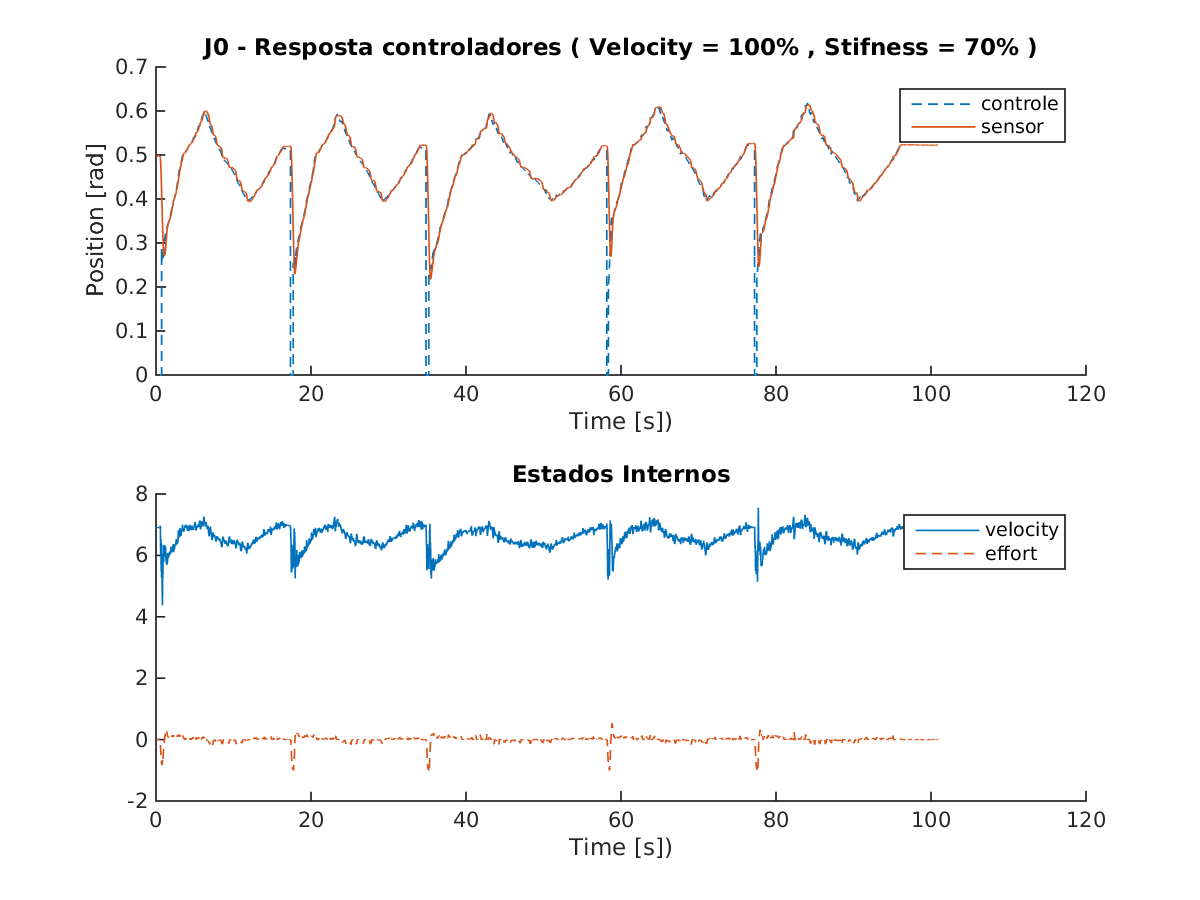 J0 - Resposta controladores ( Velocity = 100% , Stifness = 70% )
0.7
0.6
0.5
0.4
0.3
0.2
0.1
0
Position [rad]
controle
sensor
0 20 40 60 80 100 120
Time [s])
Estados Internos
8
6
4
2
0
-2
velocity
effort
0 20 40 60 80 100 120
Time [s])